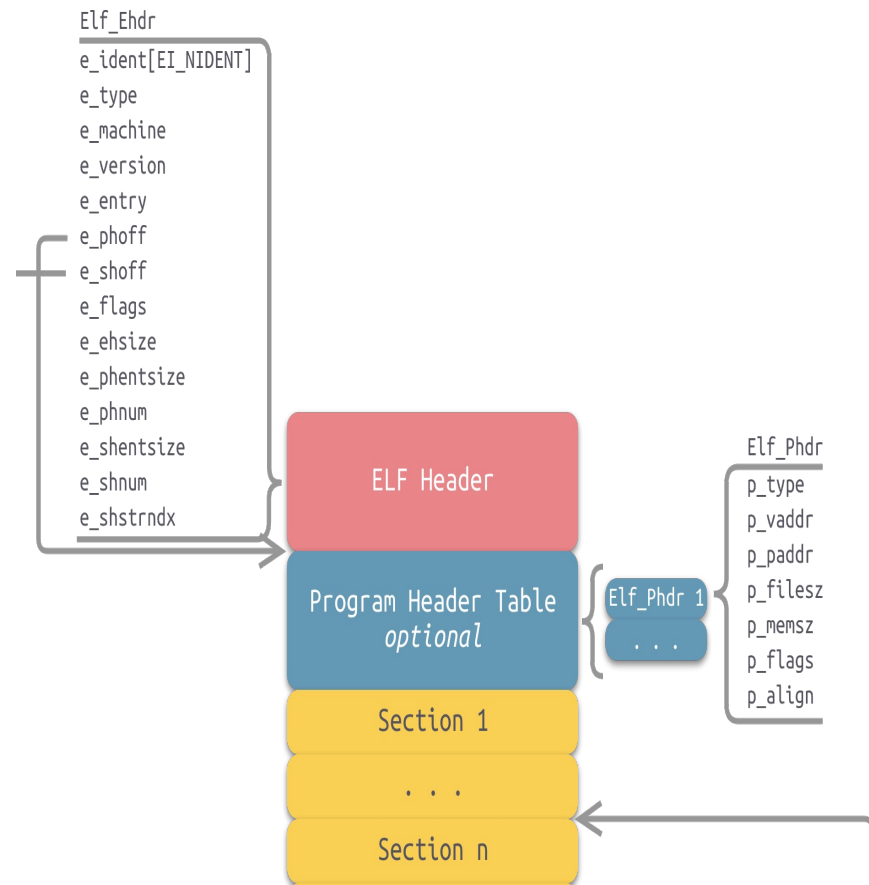 Elf_Ehdr
e_ident[EI_NIDENT]
e_type
e_machine
e_version
e_entry
e_phoff
e_shoff
e_flags
e_ehsize
e_phentsize
e_phnum
e_shentsize
e_shnum
e_shstrndx
ELF Header
Program Header Table
optional
Section 1
. . .
Section n
Elf_Phdr 1
. . .
Elf_Phdr
p_type
p_vaddr
p_paddr
p_filesz
p_memsz
p_flags
p_align